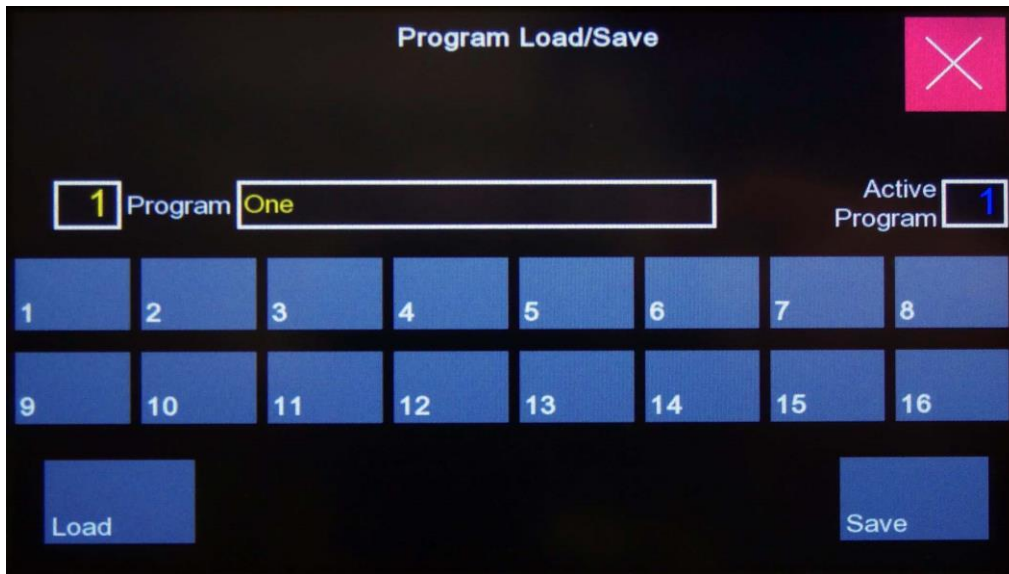 Program Load/Save
1 Program One Active Program 1
1 2 3 4 5 6 7 8
9 10 11 12 13 14 15 16
Load Save